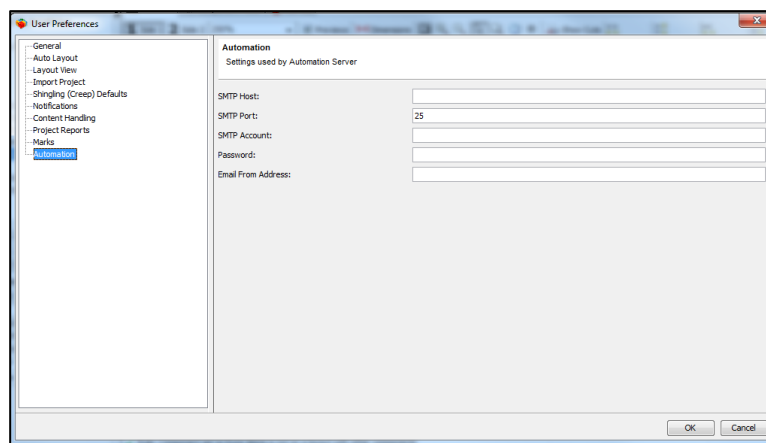 User Preferences
General
Auto Layout
Layout View
Import Project
Shingling (Creep) Defaults
Notifications
Content Handling
Project Reports
Marks
Automation
Automation
Settings used by Automation Server
SMTP Host:
SMTP Port: 25
SMTP Account:
Password:
Email From Address:
OK Cancel